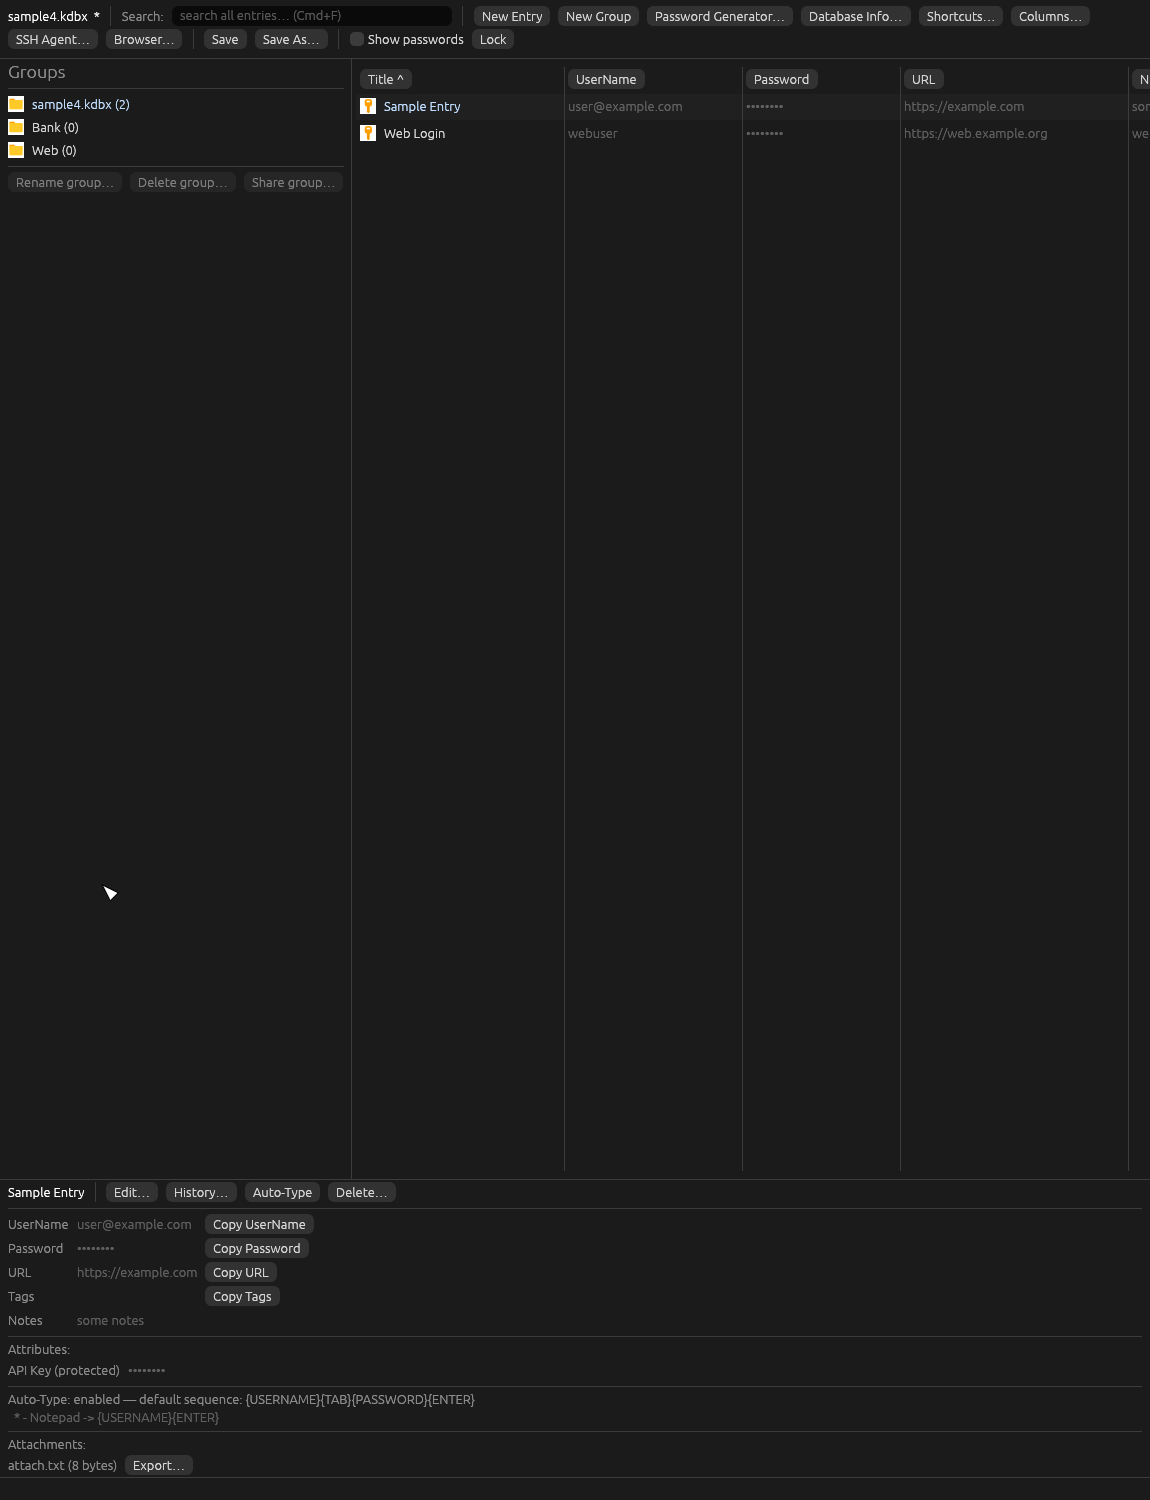 sample4.kdbx * Search: search all entries... (Cmd+F) New Entry New Group Password Generator... Database Info... Shortcuts... Columns...
SSH Agent... Browser... Save Save As... Show passwords Lock
Groups
sample4.kdbx (2)
Bank (0)
Web (0)
Rename group... Delete group... Share group...
Title ^ UserName Password URL N
Sample Entry user@example.com •••••••• https://example.com
Web Login webuser •••••••• https://web.example.org we
Sample Entry Edit... History... Auto-Type Delete...
UserName user@example.com Copy UserName
Password •••••••• Copy Password
URL https://example.com Copy URL
Tags Copy Tags
Notes some notes
Attributes:
API Key (protected) ••••••••
Auto-Type: enabled — default sequence: {USERNAME}{TAB}{PASSWORD}{ENTER}
* - Notepad -> {USERNAME}{ENTER}
Attachments:
attach.txt (8 bytes) Export...